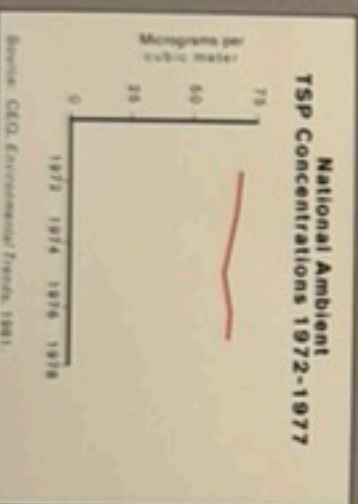 National Ambient
TSP Concentrations 1972-1977
Micrograms per
cubic meter
75
50
25
0
1972
1974
1976
1978
Source: CEQ, Environmental Trends, 1981.